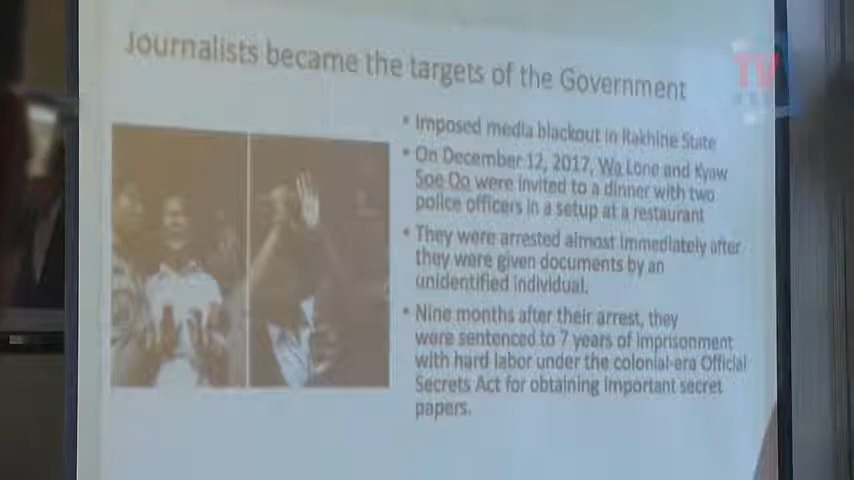 Journalists became the targets of the Government
TV
• Imposed media blackout in Rakhine State
• On December 12, 2017, Wa Lone and Kyaw
Soe Oo were invited to a dinner with two
police officers in a setup at a restaurant
• They were arrested almost immediately after
they were given documents by an
unidentified individual.
• Nine months after their arrest, they
were sentenced to 7 years of imprisonment
with hard labor under the colonial-era Official
Secrets Act for obtaining important secret
papers.